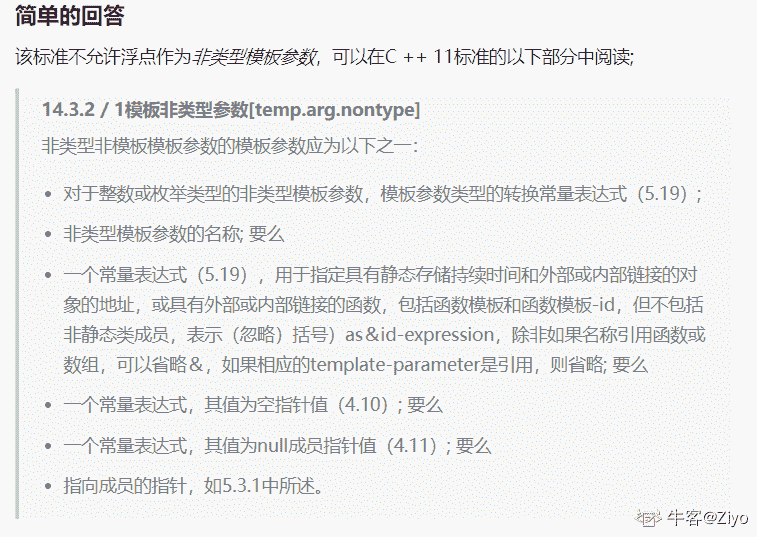 简单的回答
该标准不允许浮点作为非类型模板参数，可以在C ++ 11标准的以下部分中阅读;
14.3.2 / 1模板非类型参数[temp.arg.nontype]
非类型非模板模板参数的模板参数应为以下之一：
• 对于整数或枚举类型的非类型模板参数，模板参数类型的转换常量表达式（5.19）;
• 非类型模板参数的名称; 要么
• 一个常量表达式（5.19），用于指定具有静态存储持续时间和外部或内部链接的对
象的地址，或具有外部或内部链接的函数，包括函数模板和函数模板-id，但不包括
非静态类成员，表示（忽略）括号）as＆id-expression，除非如果名称引用函数或
数组，可以省略＆，如果相应的template-parameter是引用，则省略; 要么
• 一个常量表达式，其值为空指针值（4.10）; 要么
• 一个常量表达式，其值为null成员指针值（4.11）; 要么
• 指向成员的指针，如5.3.1中所述。
牛客@Ziyo